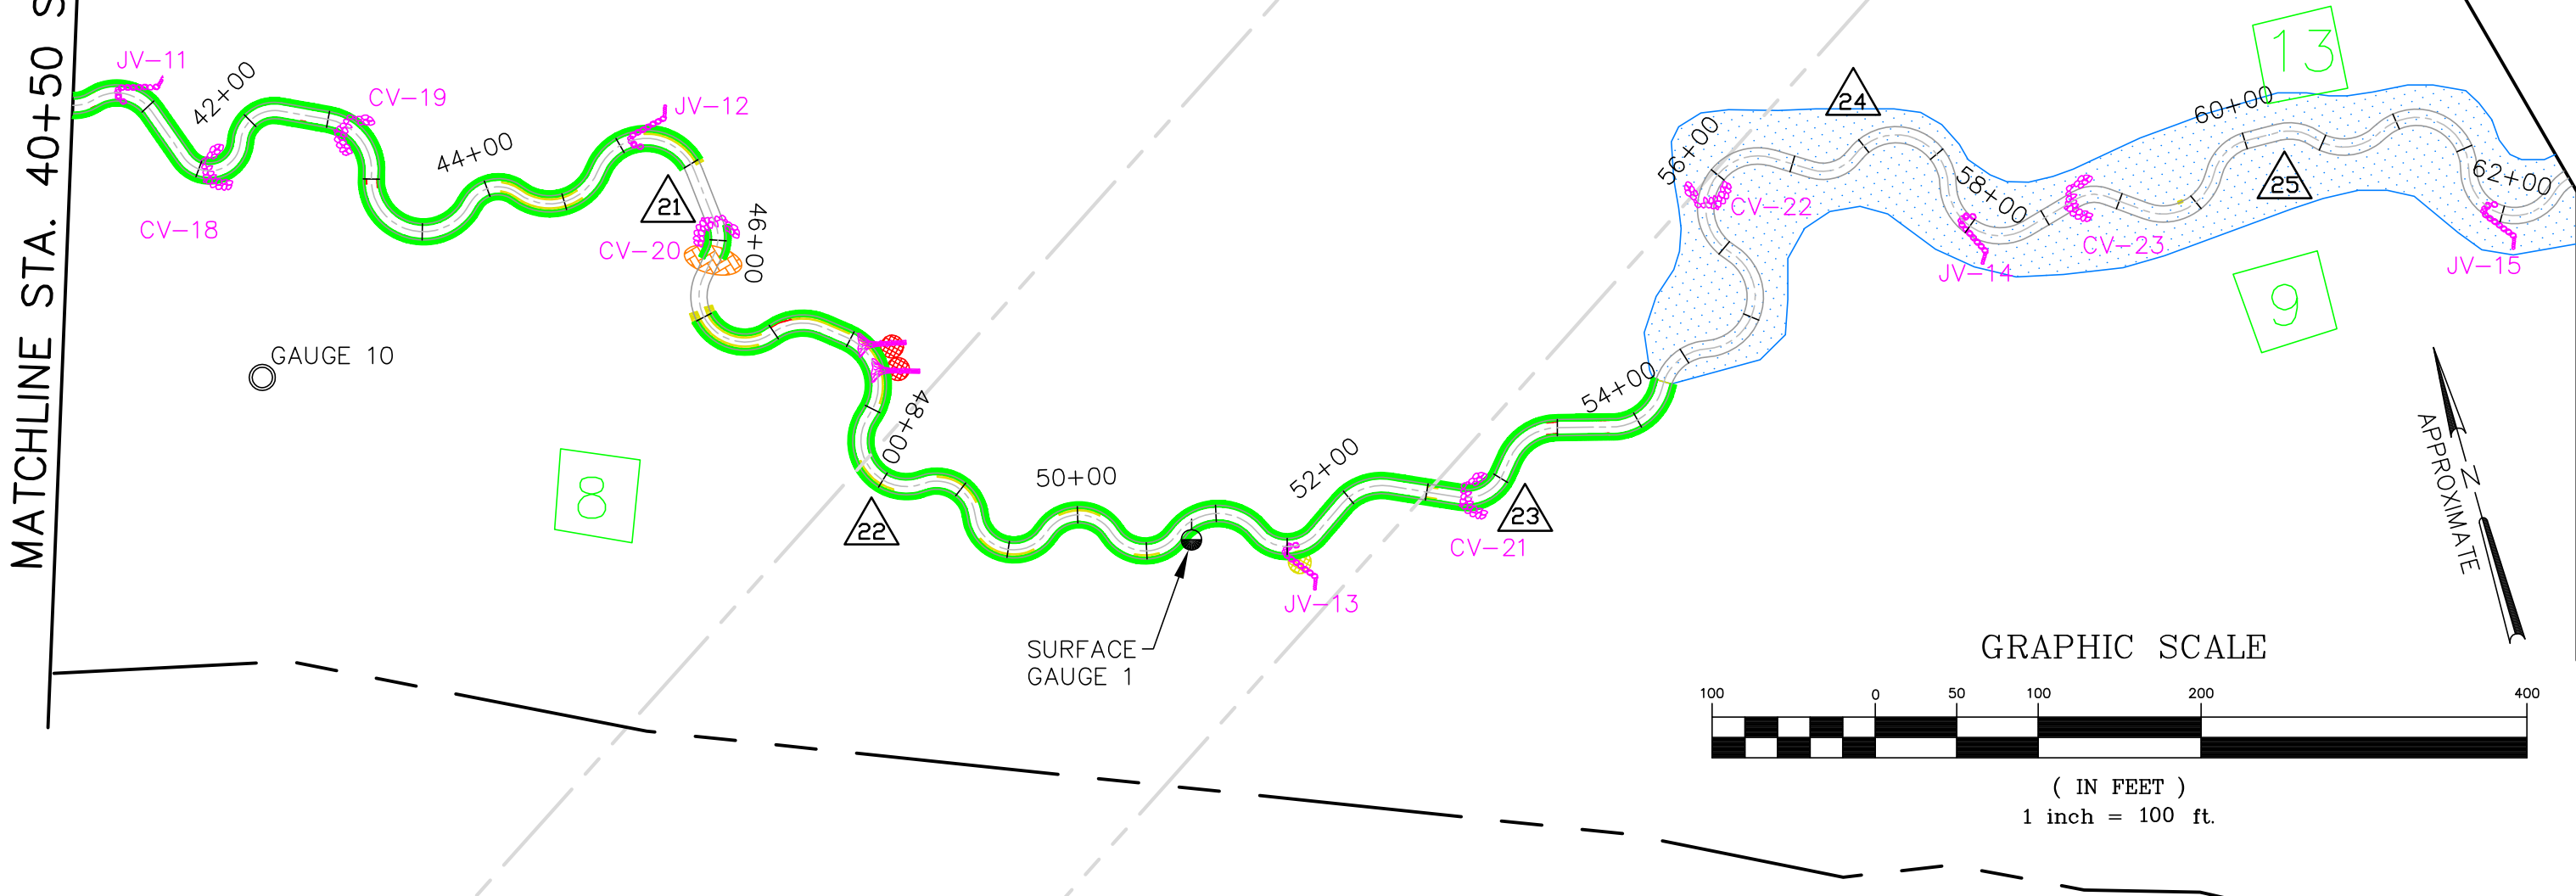 MATCHLINE STA. 40+50 S
JV-11
42+00
CV-18
CV-19
44+00
JV-12
21
CV-20
46+00
GAUGE 10
8
48+00
22
50+00
SURFACE
GAUGE 1
52+00
JV-13
CV-21
23
54+00
56+00
CV-22
24
58+00
JV-14
CV-23
60+00
13
25
9
62+00
JV-15
N
APPROXIMATE
GRAPHIC SCALE
100 0 50 100 200 400
( IN FEET )
1 inch = 100 ft.